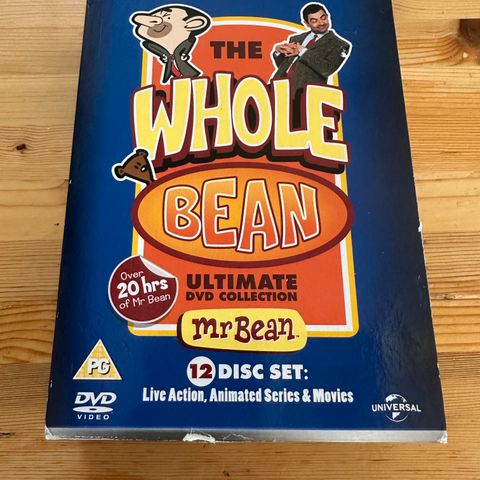 THE
WHOLE
BEAN
Over
20 hrs
of Mr Bean
ULTIMATE
DVD COLLECTION
mr Bean™
PG
12 DISC SET:
Live Action, Animated Series & Movies
DVD
VIDEO
UNIVERSAL